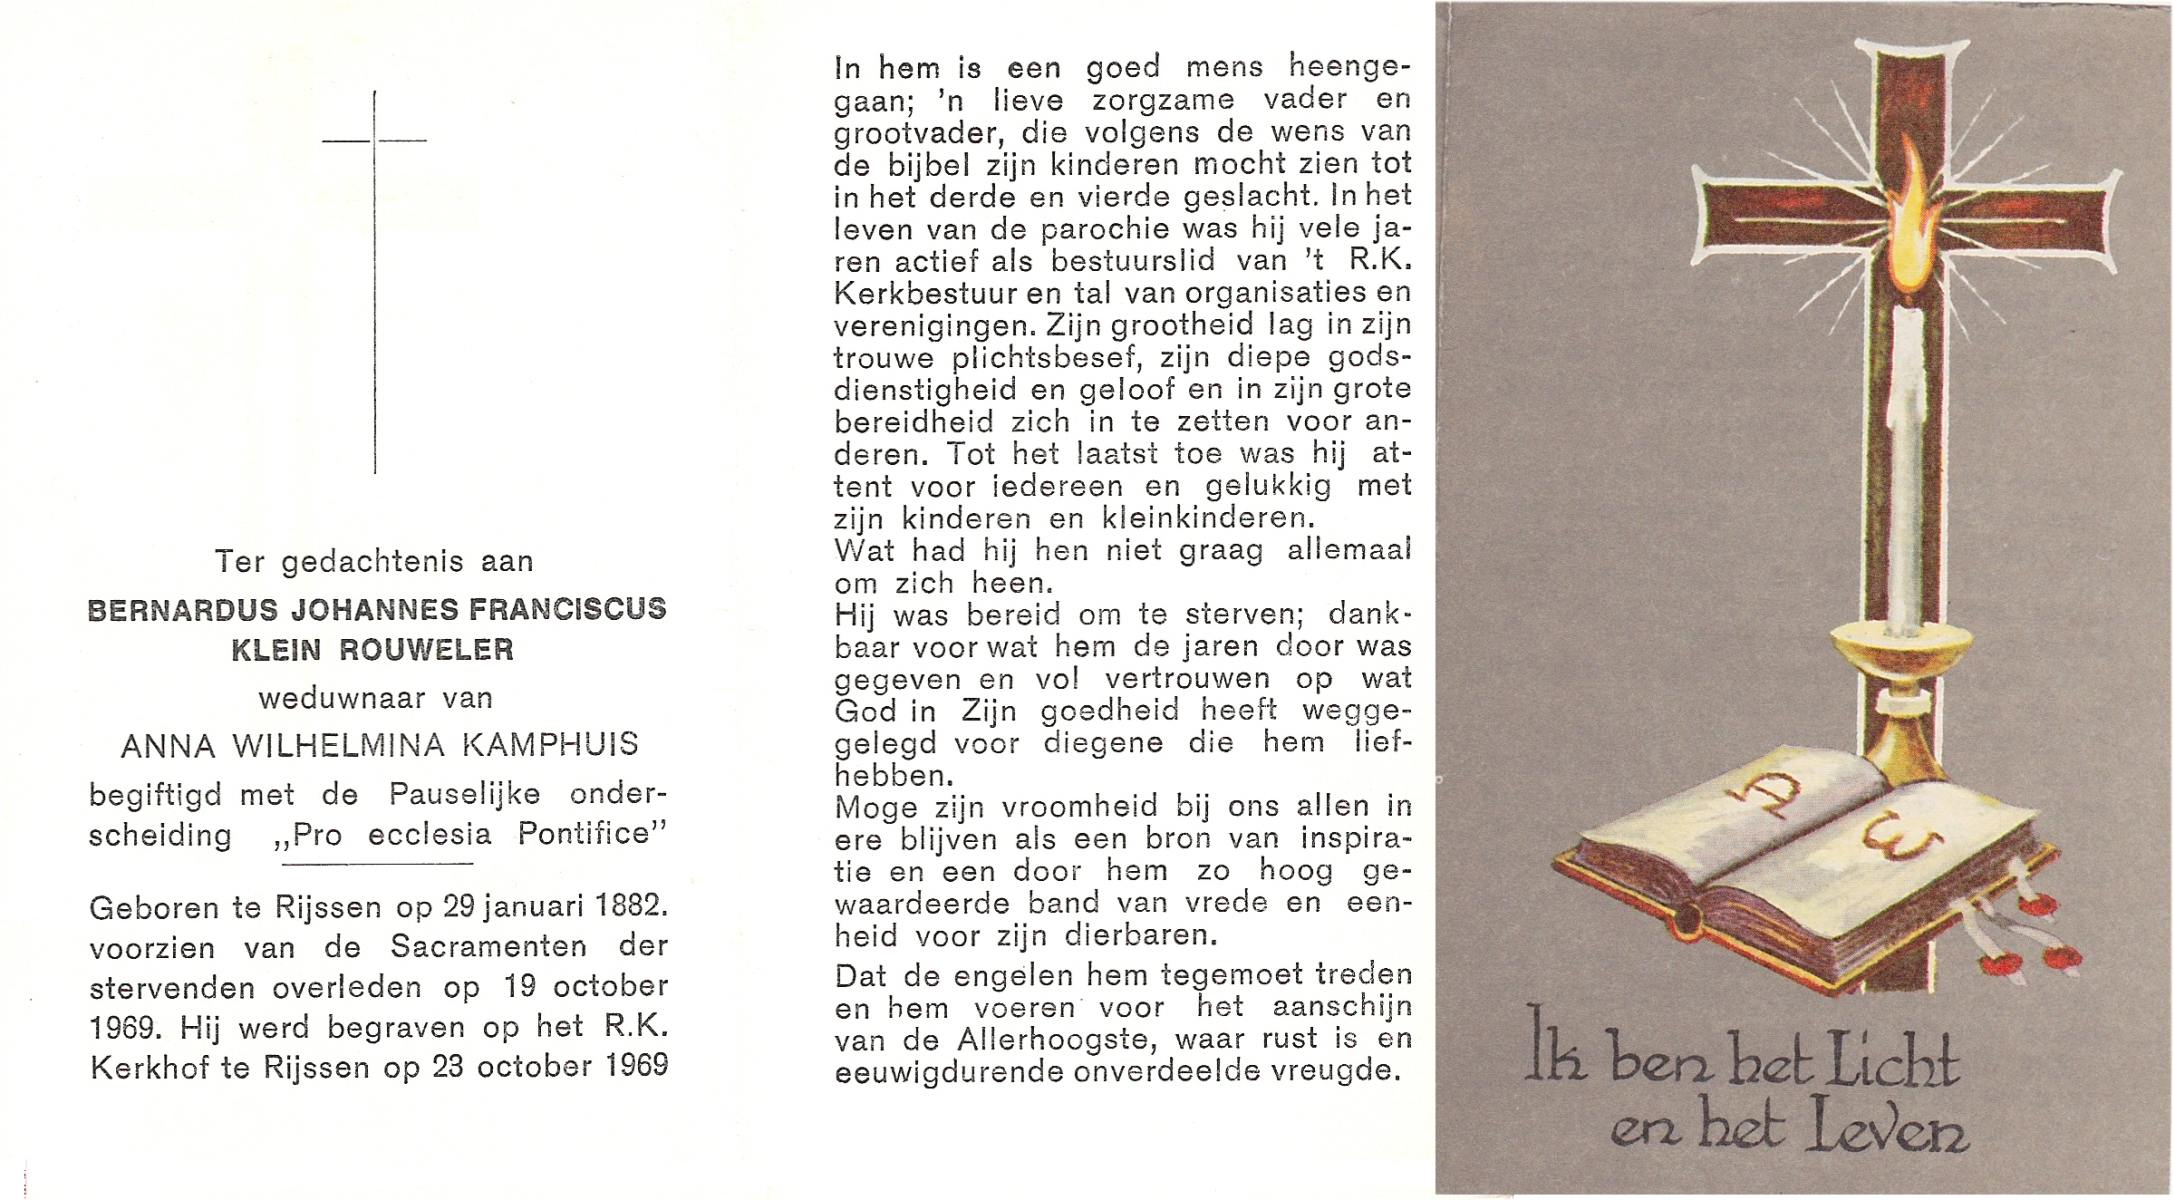 Ter gedachtenis aan
BERNARDUS JOHANNES FRANCISCUS
KLEIN ROUWELER
weduwnaar van
ANNA WILHELMINA KAMPHUIS
begiftigd met de Pauselijke onder-
scheiding „Pro ecclesia Pontifice”
Geboren te Rijssen op 29 januari 1882.
voorzien van de Sacramenten der
stervenden overleden op 19 october
1969. Hij werd begraven op het R.K.
Kerkhof te Rijssen op 23 october 1969
In hem is een goed mens heenge-
gaan; 'n lieve zorgzame vader en
grootvader, die volgens de wens van
de bijbel zijn kinderen mocht zien tot
in het derde en vierde geslacht. In het
leven van de parochie was hij vele ja-
ren actief als bestuurslid van 't R.K.
Kerkbestuur en tal van organisaties en
verenigingen. Zijn grootheid lag in zijn
trouwe plichtsbesef, zijn diepe gods-
dienstigheid en geloof en in zijn grote
bereidheid zich in te zetten voor an-
deren. Tot het laatst toe was hij at-
tent voor iedereen en gelukkig met
zijn kinderen en kleinkinderen.
Wat had hij hen niet graag allemaal
om zich heen.
Hij was bereid om te sterven; dank-
baar voor wat hem de jaren door was
gegeven en vol vertrouwen op wat
God in Zijn goedheid heeft wegge-
gelegd voor diegene die hem lief-
hebben.
Moge zijn vroomheid bij ons allen in
ere blijven als een bron van inspira-
tie en een door hem zo hoog ge-
waardeerde band van vrede en een-
heid voor zijn dierbaren.
Dat de engelen hem tegemoet treden
en hem voeren voor het aanschijn
van de Allerhoogste, waar rust is en
eeuwigdurende onverdeelde vreugde.
A ω
Ik ben het Licht
en het Leven